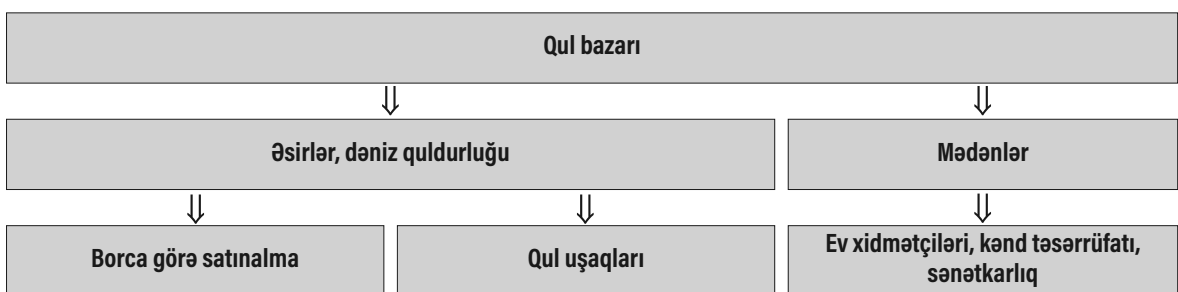 Qul bazarı
Əsirlər, dəniz quldurluğu
Mədənlər
Borca görə satınalma
Qul uşaqları
Ev xidmətçiləri, kənd təsərrüfatı,
sənətkarlıq